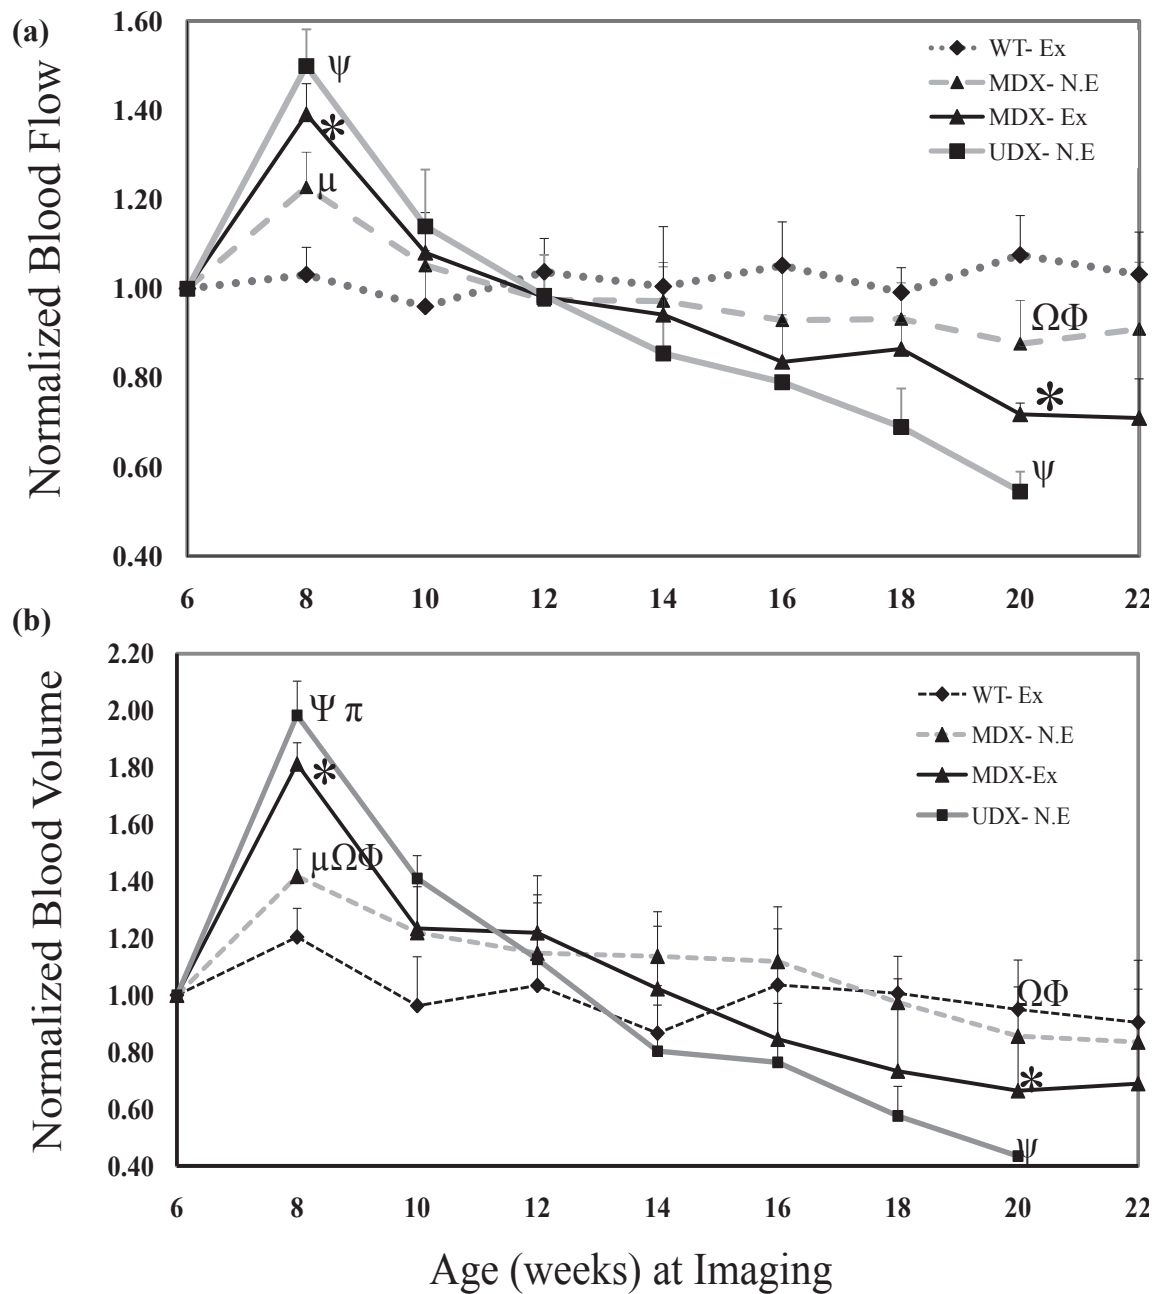 (a)
Normalized Blood Flow
1.60
1.40
1.20
1.00
0.80
0.60
0.40
WT- Ex
MDX- N.E
MDX- Ex
UDX- N.E
ψ
*
μ
ΩΦ
*
ψ
6 8 10 12 14 16 18 20 22
(b)
Normalized Blood Volume
2.20
2.00
1.80
1.60
1.40
1.20
1.00
0.80
0.60
0.40
WT- Ex
MDX- N.E
MDX-Ex
UDX- N.E
Ψ π
*
μΩΦ
ΩΦ
*
ψ
6 8 10 12 14 16 18 20 22
Age (weeks) at Imaging